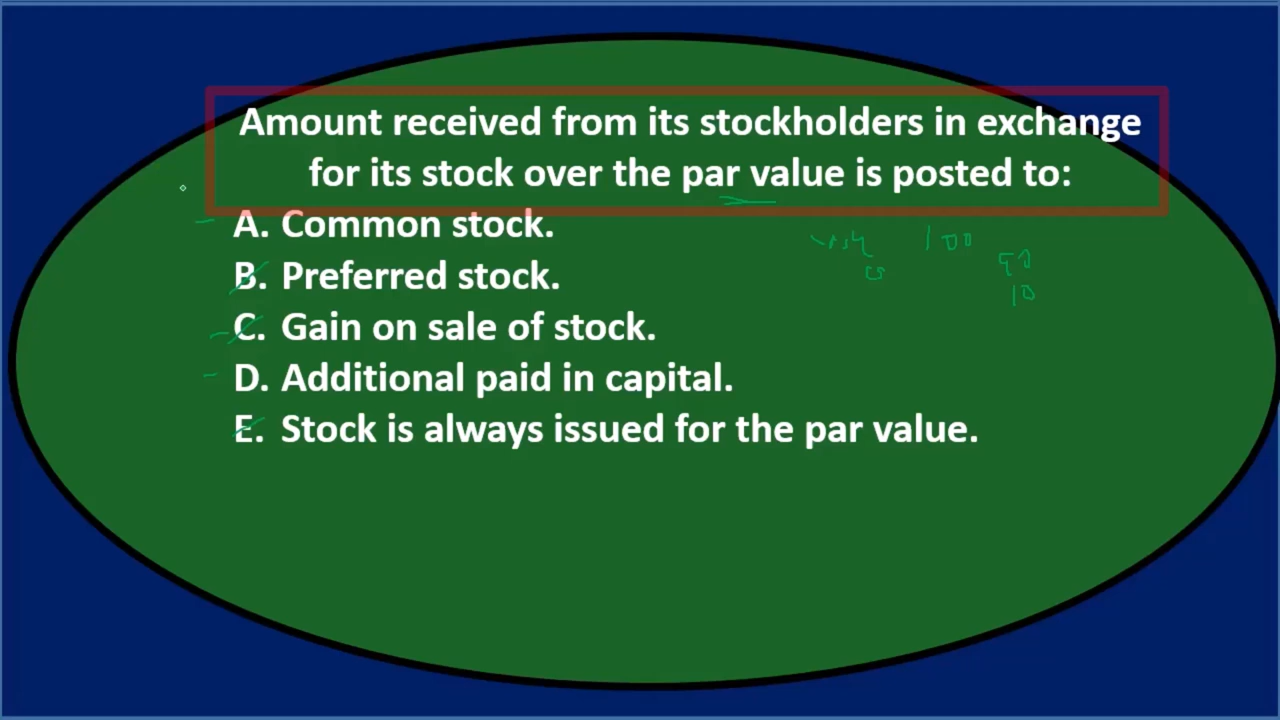 Amount received from its stockholders in exchange
for its stock over the par value is posted to:
A. Common stock.
B. Preferred stock.
C. Gain on sale of stock.
D. Additional paid in capital.
E. Stock is always issued for the par value.
100
10